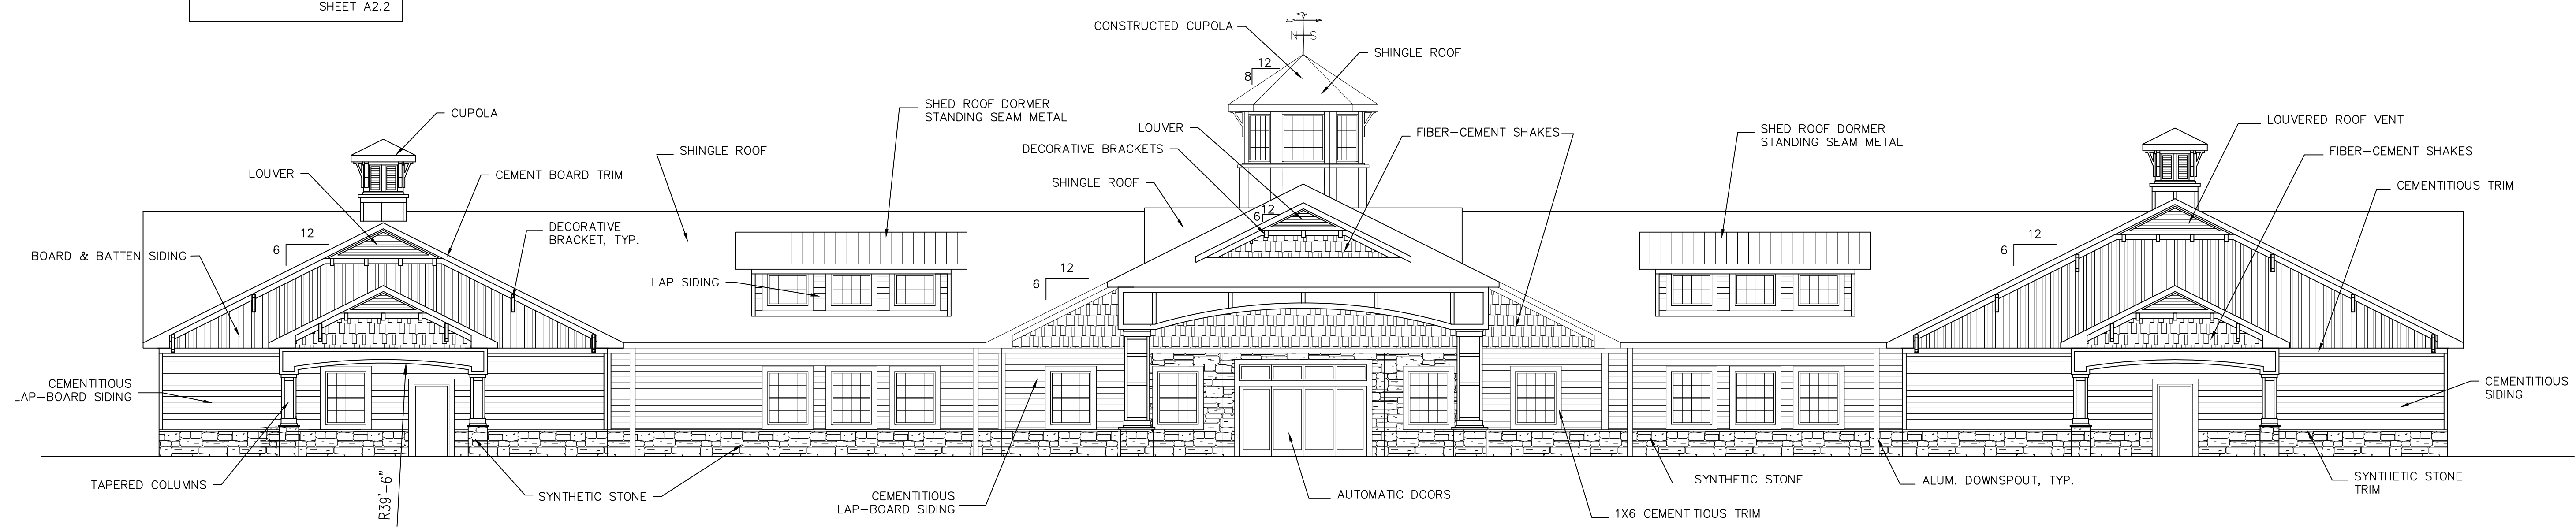 SHEET A2.2
CONSTRUCTED CUPOLA
N S
SHINGLE ROOF
12
8
CUPOLA
SHED ROOF DORMER
STANDING SEAM METAL
LOUVER
FIBER-CEMENT SHAKES
SHED ROOF DORMER
STANDING SEAM METAL
LOUVERED ROOF VENT
SHINGLE ROOF
DECORATIVE BRACKETS
FIBER-CEMENT SHAKES
LOUVER
CEMENT BOARD TRIM
SHINGLE ROOF
CEMENTITIOUS TRIM
12
6
DECORATIVE
BRACKET, TYP.
12
6
12
6
BOARD & BATTEN SIDING
LAP SIDING
12
6
CEMENTITIOUS
LAP-BOARD SIDING
CEMENTITIOUS
SIDING
TAPERED COLUMNS
R39'-6"
SYNTHETIC STONE
CEMENTITIOUS
LAP-BOARD SIDING
AUTOMATIC DOORS
1X6 CEMENTITIOUS TRIM
SYNTHETIC STONE
ALUM. DOWNSPOUT, TYP.
SYNTHETIC STONE
TRIM